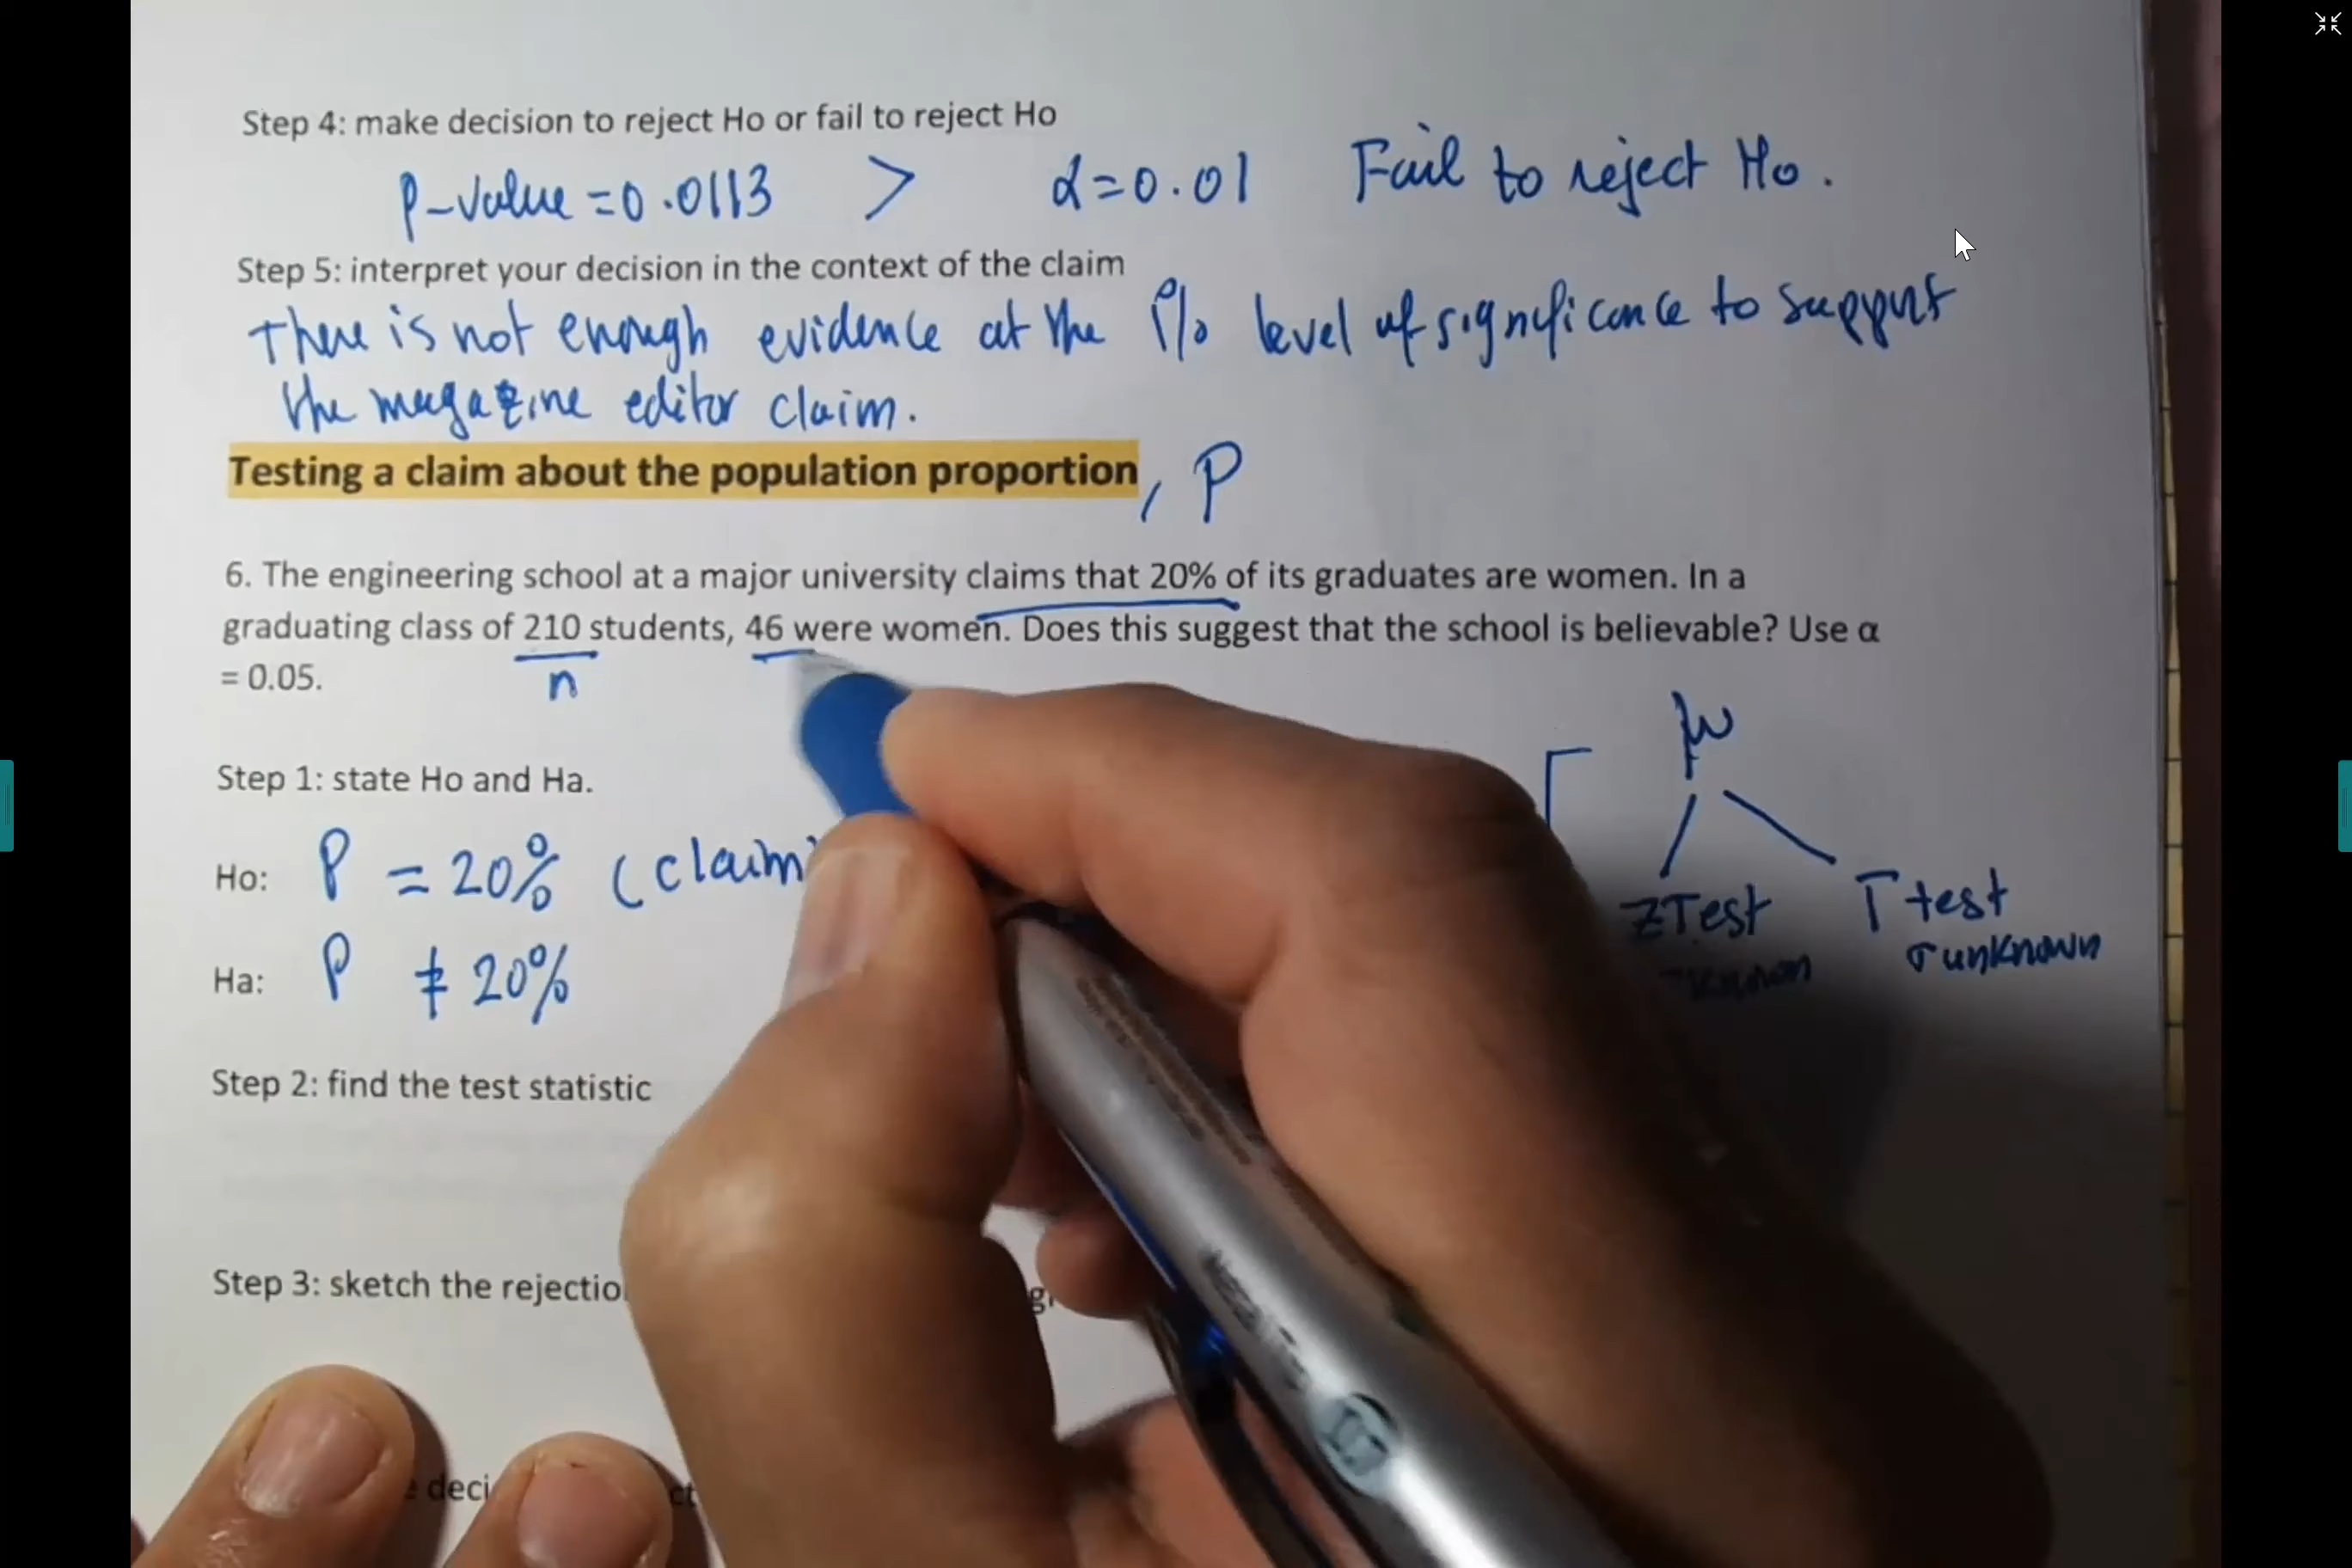 Step 4: make decision to reject Ho or fail to reject Ho
p-value = 0.0113 > α = 0.01 Fail to reject Ho.
Step 5: interpret your decision in the context of the claim
There is not enough evidence at the 1% level of significance to support
the magazine editor claim.
Testing a claim about the population proportion, P
6. The engineering school at a major university claims that 20% of its graduates are women. In a
graduating class of 210 students, 46 were women. Does this suggest that the school is believable? Use α
= 0.05.
n
μ
Step 1: state Ho and Ha.
Ho: P = 20% (claim
ZTest T test
σ unknown
Ha: P ≠ 20%
Step 2: find the test statistic
Step 3: sketch the